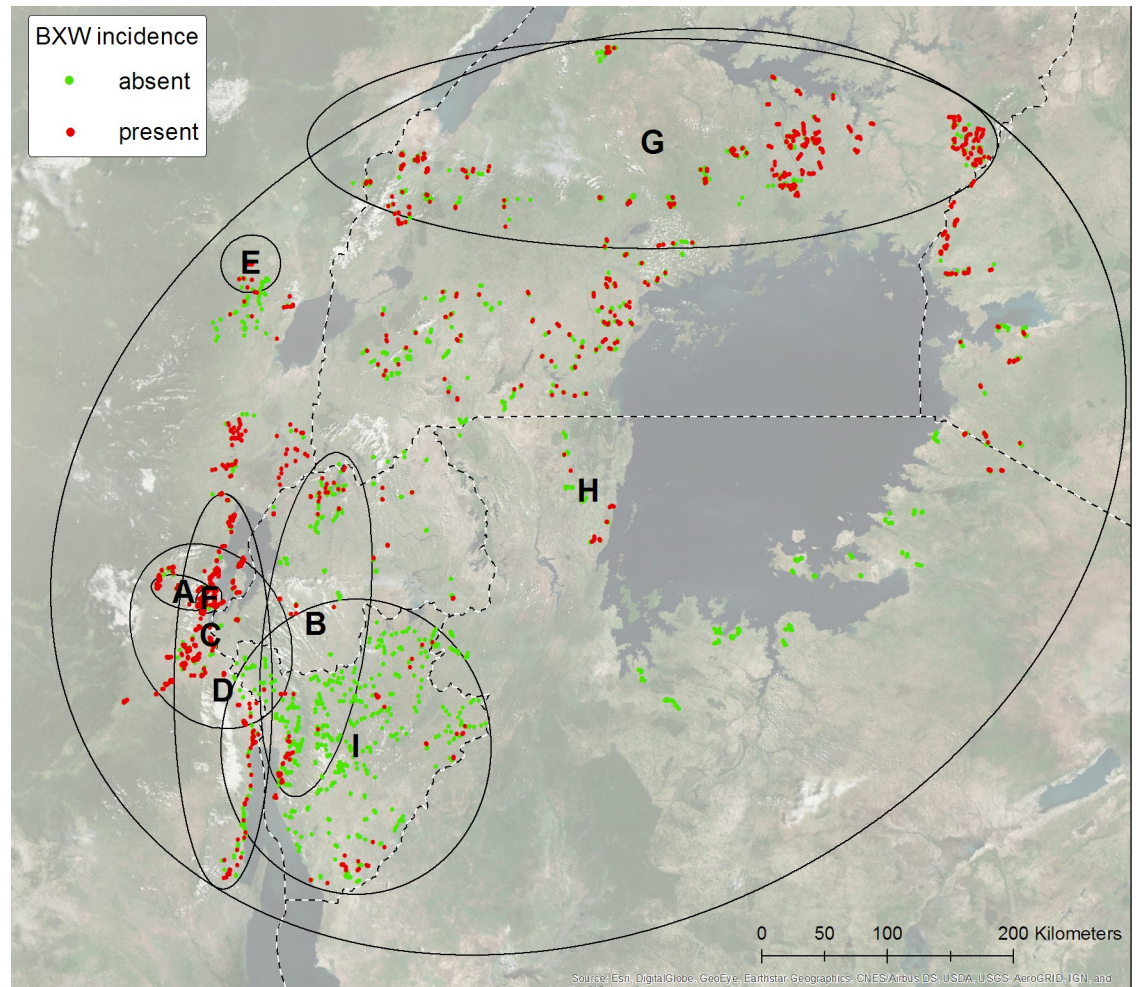 BXW incidence
absent
present
G
E
H
A
F
C
B
D
I
0 50 100 200 Kilometers
Source: Esri, DigitalGlobe, GeoEye, Earthstar Geographics, CNES/Airbus DS, USDA, USGS, AeroGRID, IGN, and